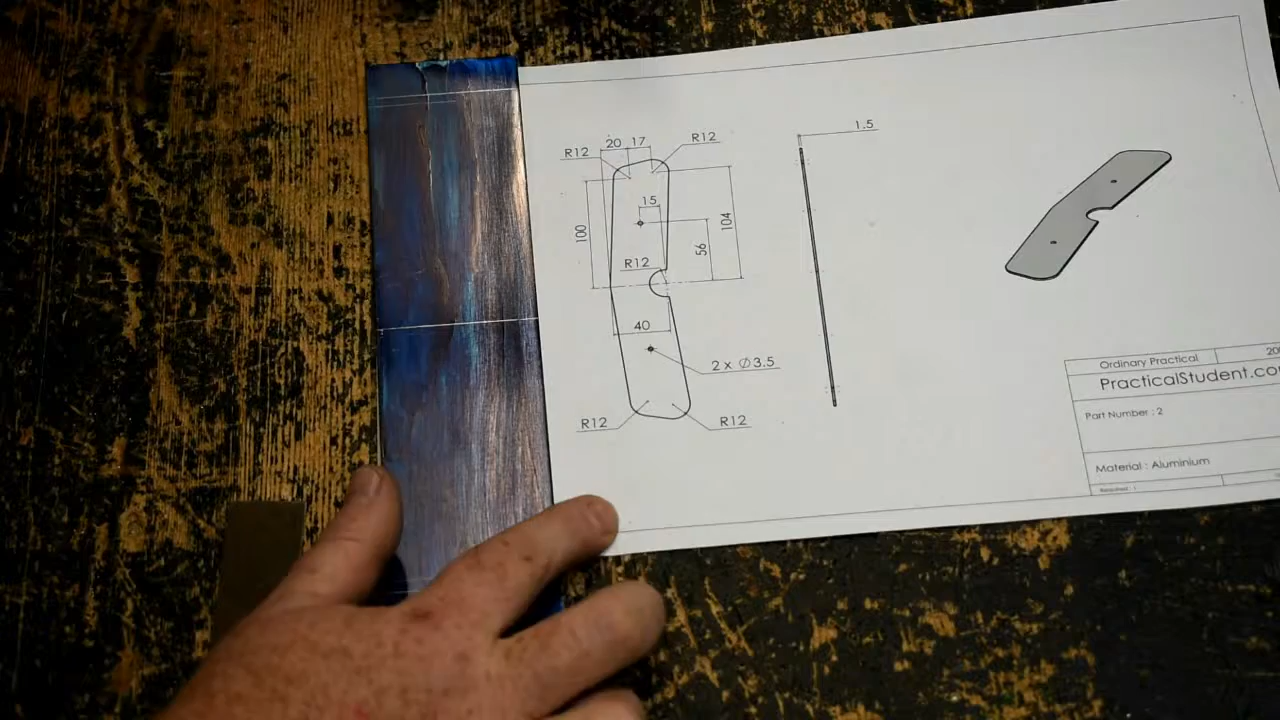 20 17
R12
R12
1.5
15
100
104
56
R12
40
2 x Ø3.5
R12
R12
Ordinary Practical
PracticalStudent.co
Part Number : 2
Material : Aluminium